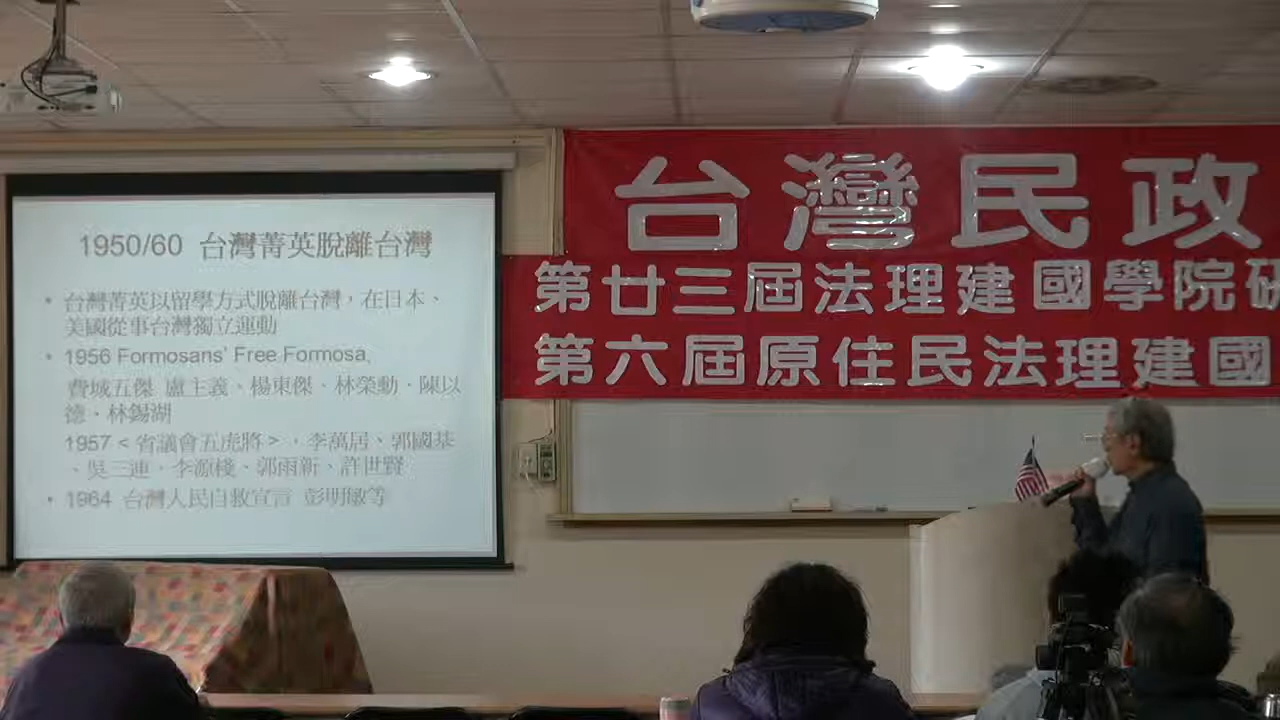 1950/60 台灣菁英脫離台灣
• 台灣菁英以留學方式脫離台灣，在日本、
美國從事台灣獨立運動
• 1956 Formosans' Free Formosa,
費城五傑 盧主義、楊東傑、林榮勳、陳以
德、林錫湖
1957 < 省議會五虎將 > ，李萬居、郭國基
、吳三連、李源棧、郭雨新、許世賢
• 1964 台灣人民自救宣言 彭明敏等
台灣民政
第廿三屆法理建國學院研
第六屆原住民法理建國